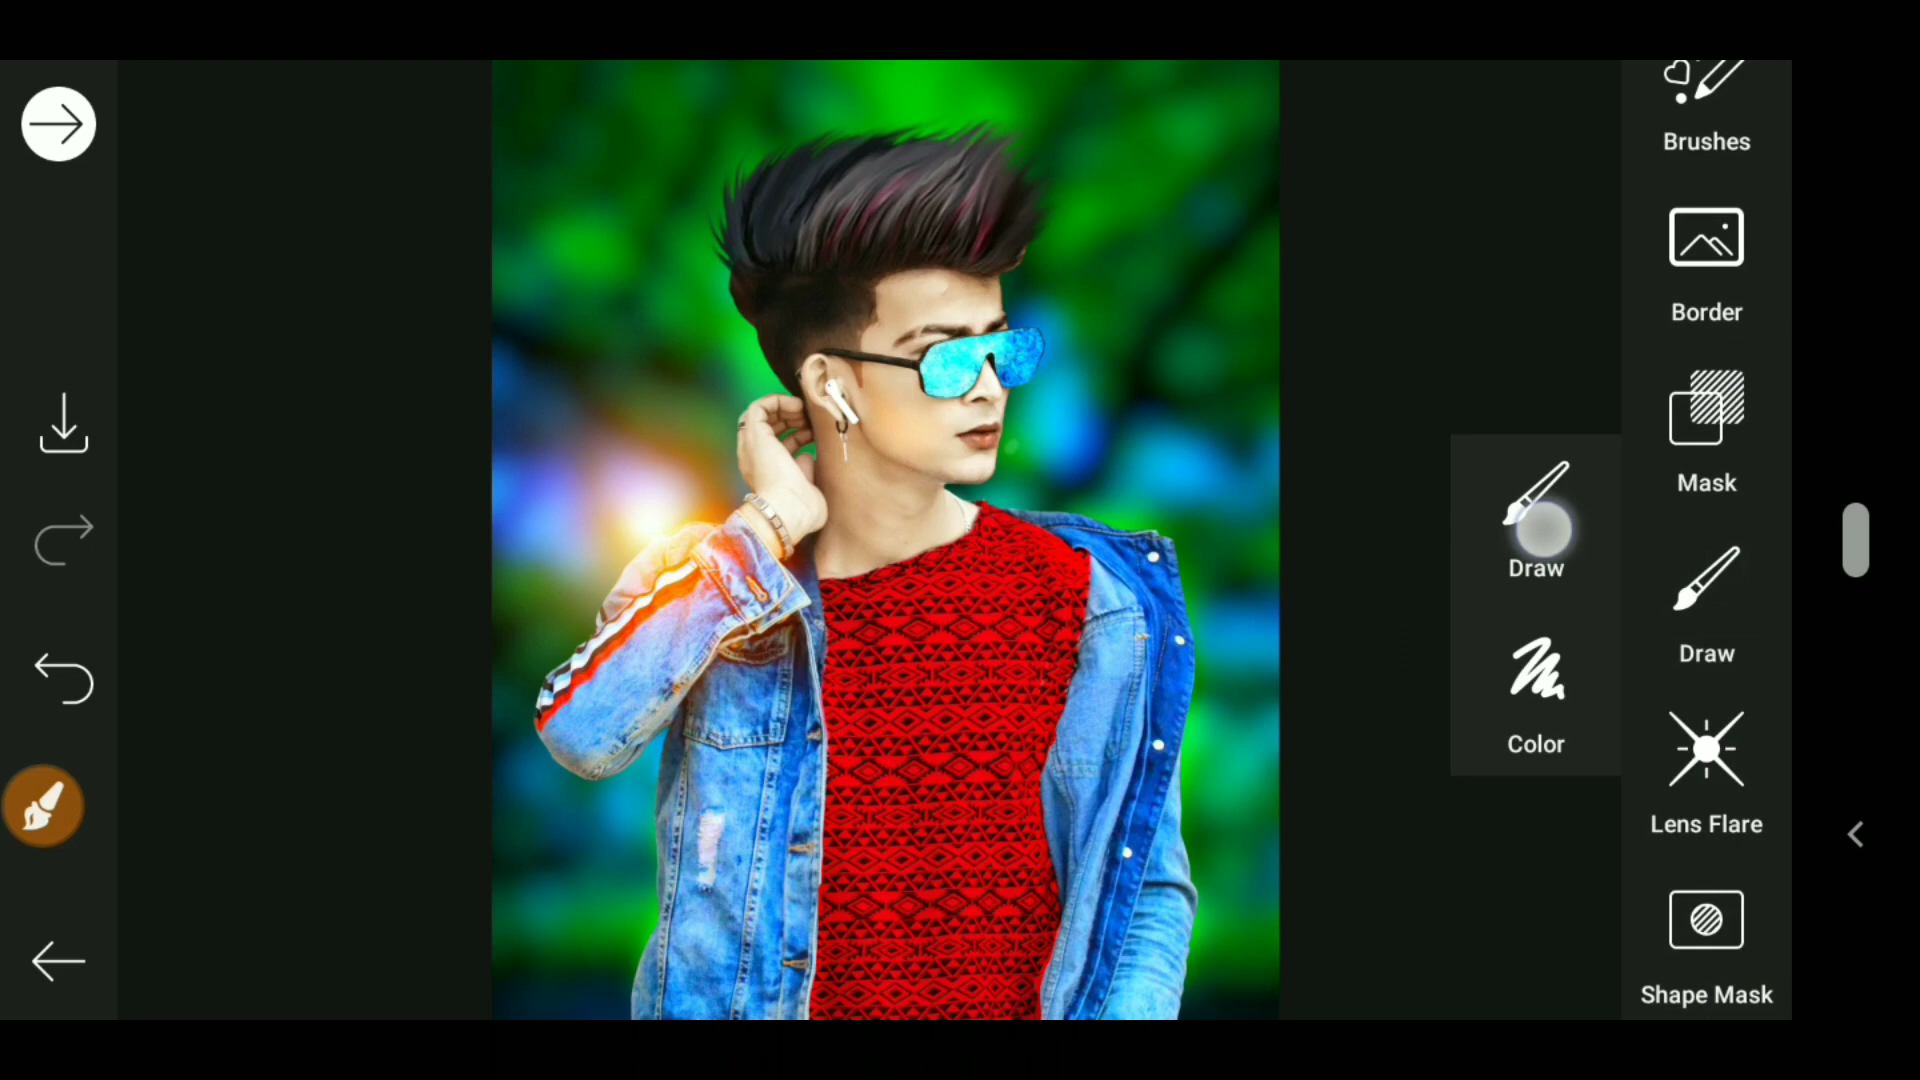 Brushes
Border
Mask
Draw
Color
Draw
Lens Flare
Shape Mask